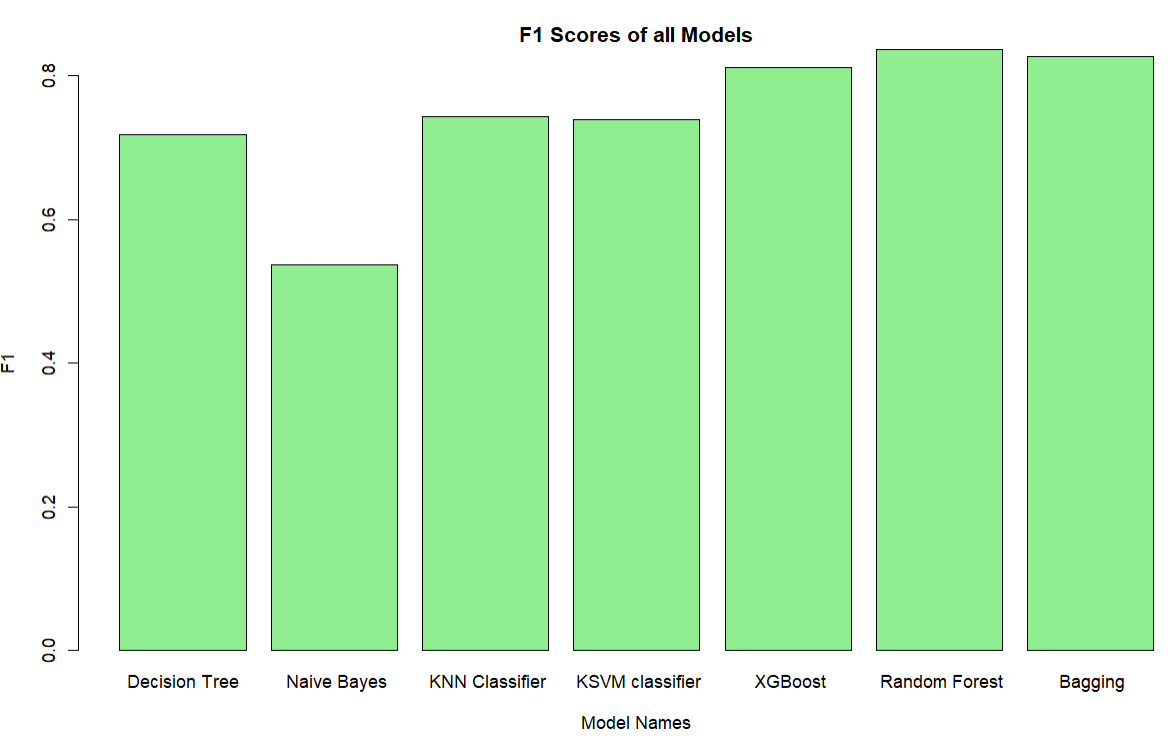 F1 Scores of all Models
F1
0.8
0.6
0.4
0.2
0.0
Decision Tree Naive Bayes KNN Classifier KSVM classifier XGBoost Random Forest Bagging
Model Names